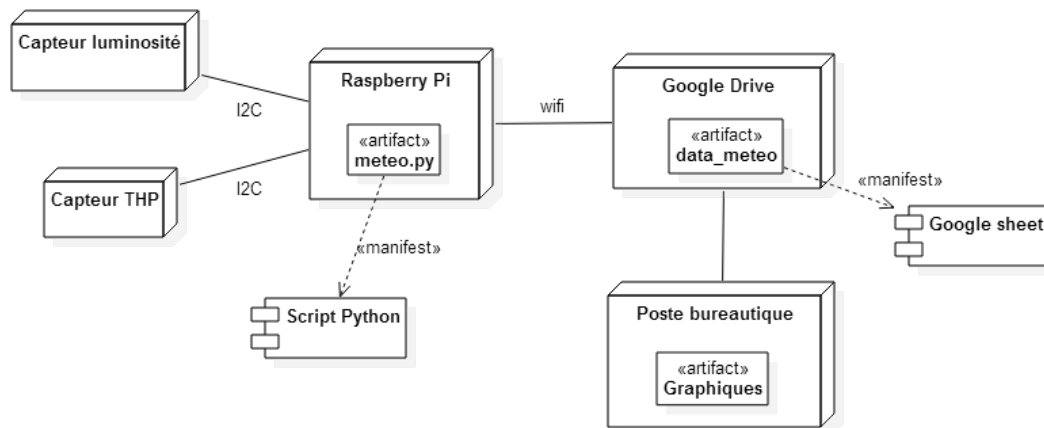 Capteur luminosité
I2C
Capteur THP
I2C
Raspberry Pi
«artifact»
meteo.py
«manifest»
Script Python
wifi
Google Drive
«artifact»
data_meteo
«manifest»
Google sheet
Poste bureautique
«artifact»
Graphiques